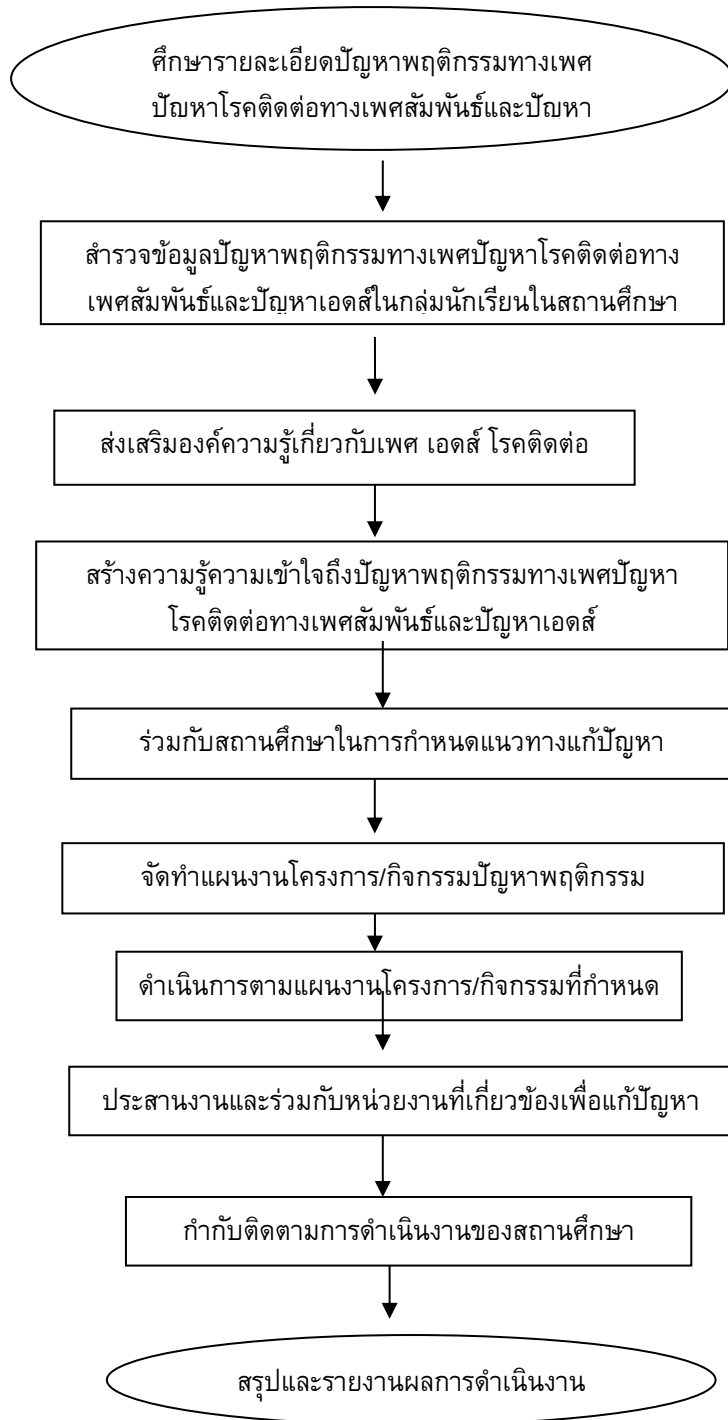 ศึกษารายละเอียดปัญหาพฤติกรรมทางเพศ
ปัญหาโรคติดต่อทางเพศสัมพันธ์และปัญหา
สำรวจข้อมูลปัญหาพฤติกรรมทางเพศปัญหาโรคติดต่อทาง
เพศสัมพันธ์และปัญหาเอดส์ในกลุ่มนักเรียนในสถานศึกษา
ส่งเสริมองค์ความรู้เกี่ยวกับเพศ เอดส์ โรคติดต่อ
สร้างความรู้ความเข้าใจถึงปัญหาพฤติกรรมทางเพศปัญหา
โรคติดต่อทางเพศสัมพันธ์และปัญหาเอดส์
ร่วมกับสถานศึกษาในการกำหนดแนวทางแก้ปัญหา
จัดทำแผนงานโครงการ/กิจกรรมปัญหาพฤติกรรม
ดำเนินการตามแผนงานโครงการ/กิจกรรมที่กำหนด
ประสานงานและร่วมกับหน่วยงานที่เกี่ยวข้องเพื่อแก้ปัญหา
กำกับติดตามการดำเนินงานของสถานศึกษา
สรุปและรายงานผลการดำเนินงาน